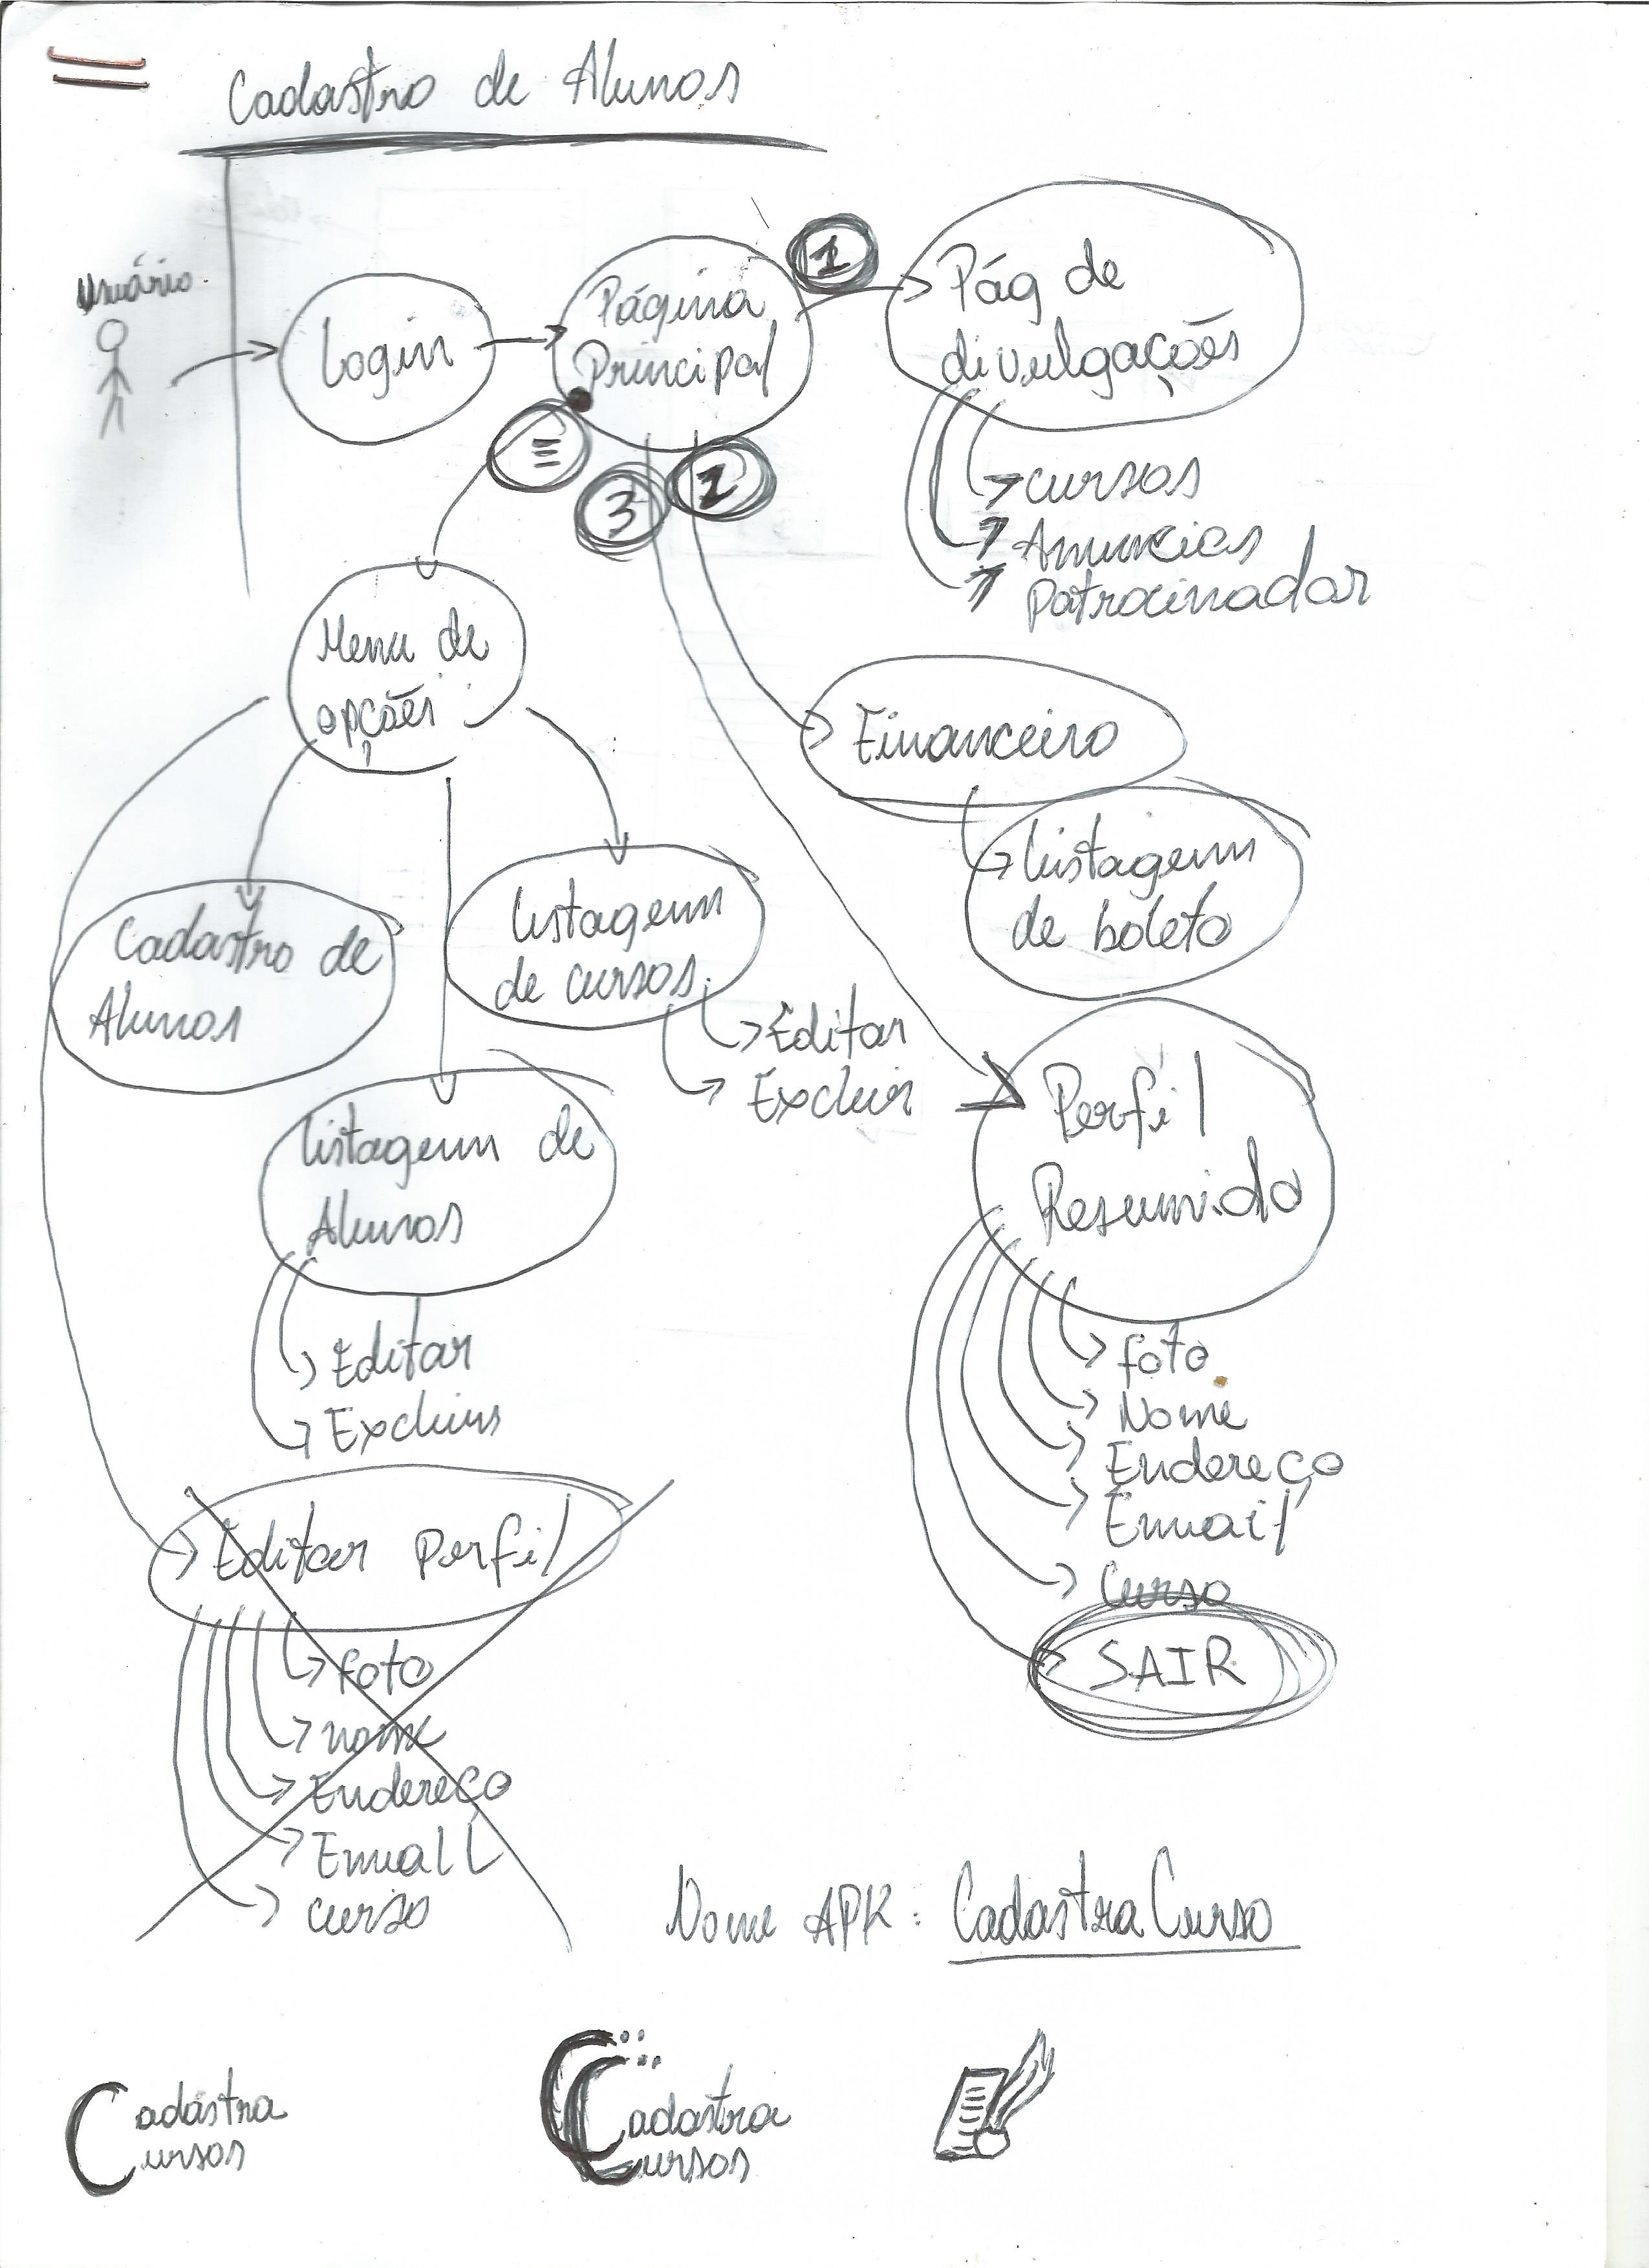 Cadastro de Alunos
Usuário
Login
Página
Principal
1
Pág de
divulgações
cursos
Anuncios
Patrocinador
3
2
Menu de
opções
Financeiro
Listagem
de boleto
Cadastro de
Alunos
Listagem
de cursos
Editar
Excluir
Listagem de
Alunos
Editar
Excluir
Perfil
Resumido
foto
Nome
Endereço
Email
Curso
SAIR
Editar Perfil
foto
nome
Endereço
Email
curso
Nome APK: CadastraCurso
Cadastra
Cursos
Cadastra
Cursos